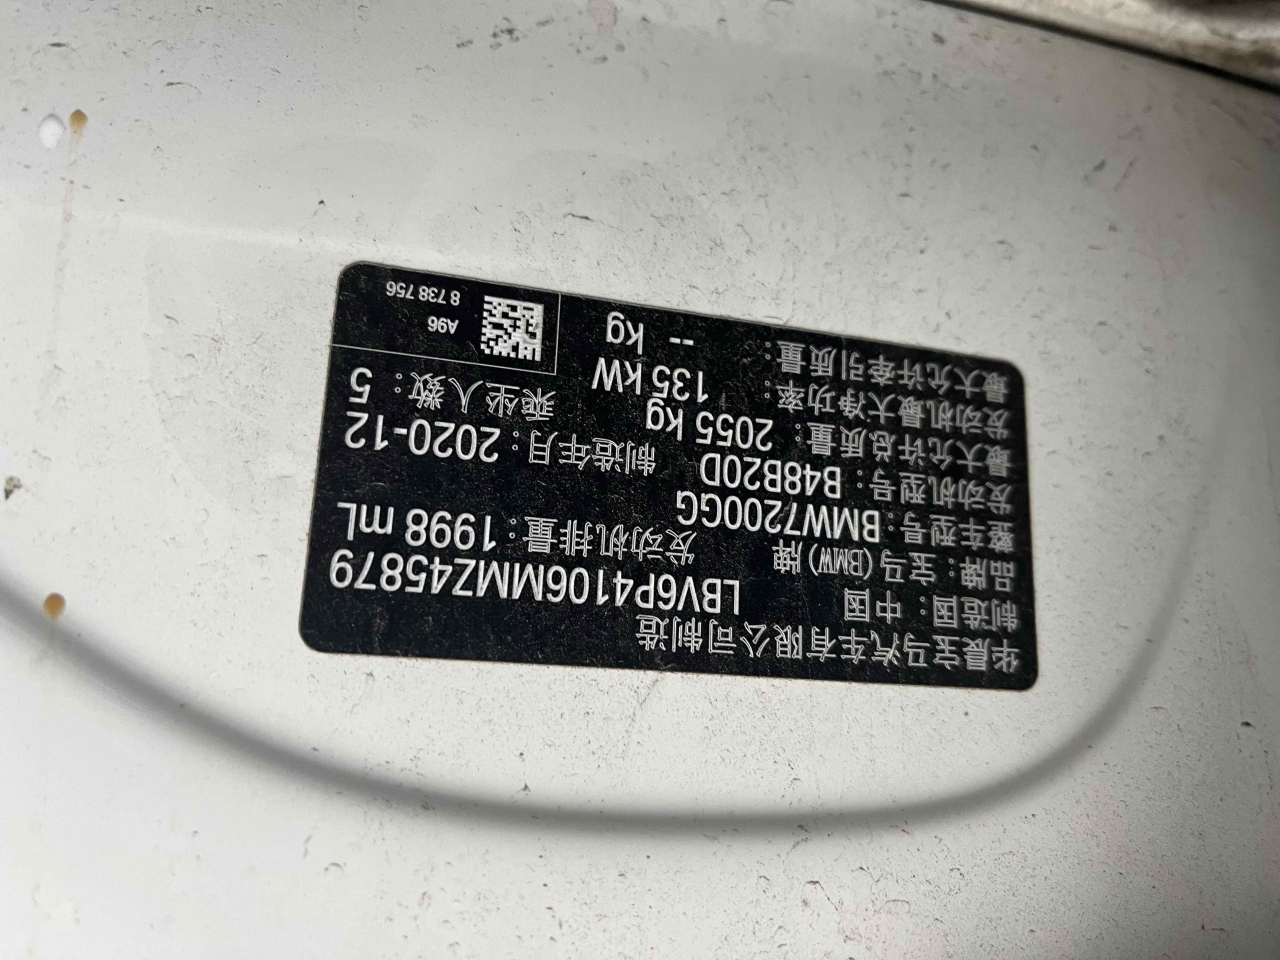 华晨宝马汽车有限公司制造
制造国：中国 LBV6P4106MMZ45879
品牌：宝马(BMW)牌 发动机排量：1998 mL
整车型号：BMW7200GG
发动机型号：B48B20D 制造年月：2020-12
最大允许总质量：2055 kg 乘坐人数：5
发动机最大净功率：135 kW
最大允许牵引质量：-- kg
A96
8 738 756